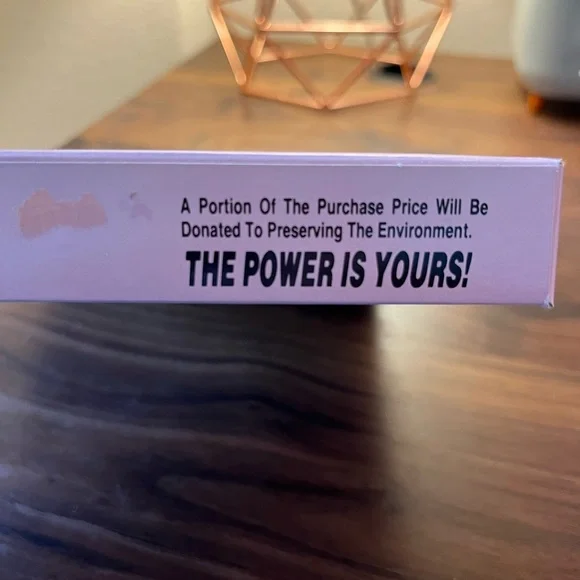 A Portion Of The Purchase Price Will Be
Donated To Preserving The Environment.
THE POWER IS YOURS!